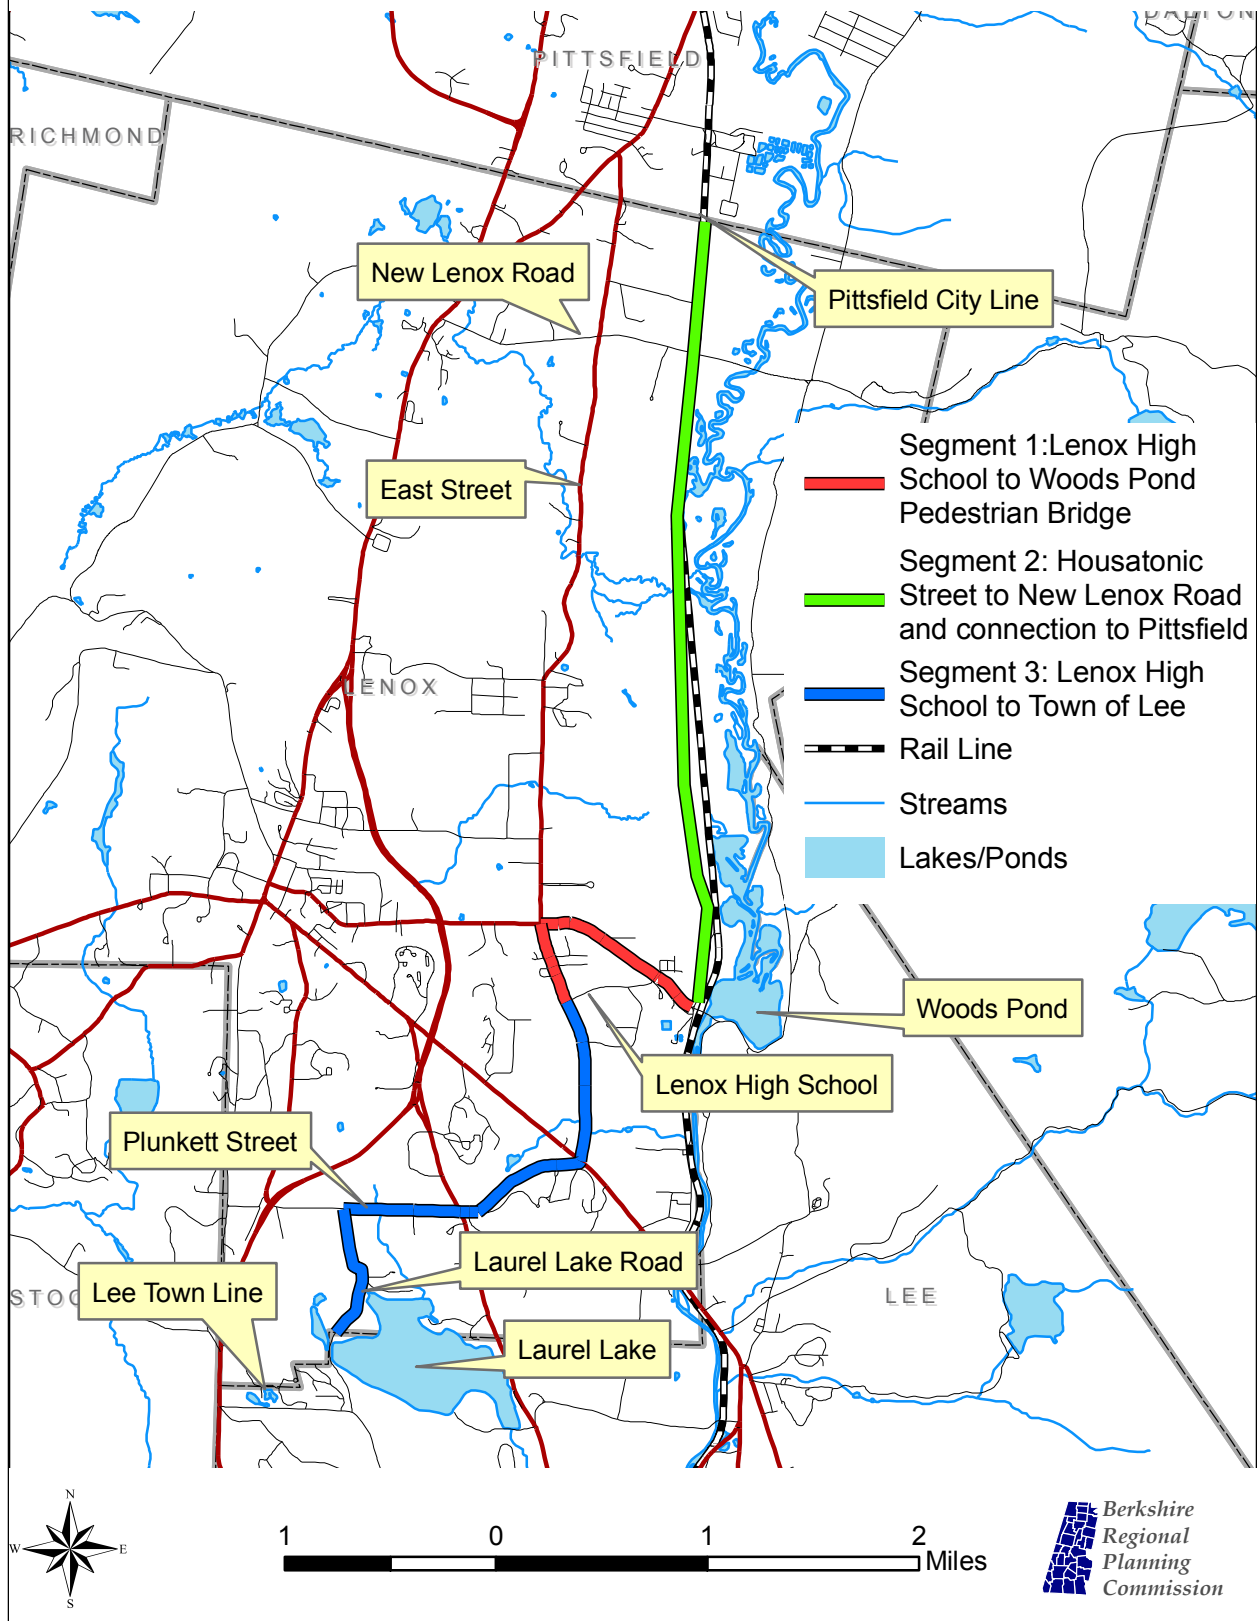 DALTON
PITTSFIELD
RICHMOND
New Lenox Road
Pittsfield City Line
East Street
Segment 1:Lenox High
School to Woods Pond
Pedestrian Bridge
Segment 2: Housatonic
Street to New Lenox Road
and connection to Pittsfield
Segment 3: Lenox High
School to Town of Lee
Rail Line
Streams
Lakes/Ponds
LENOX
Woods Pond
Lenox High School
Plunkett Street
Laurel Lake Road
Lee Town Line
STOC
LEE
Laurel Lake
N
W
E
S
1 0 1 2
Miles
Berkshire
Regional
Planning
Commission